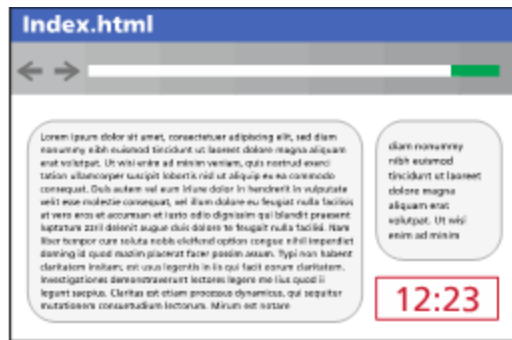 Index.html
Lorem ipsum dolor sit amet, consectetuer adipiscing elit, sed diam
nonummy nibh euismod tincidunt ut laoreet dolore magna aliquam
erat volutpat. Ut wisi enim ad minim veniam, quis nostrud exerci
tation ullamcorper suscipit lobortis nisl ut aliquip ex ea commodo
consequat. Duis autem vel eum iriure dolor in hendrerit in vulputate
velit esse molestie consequat, vel illum dolore eu feugiat nulla facilisis
at vero eros et accumsan et iusto odio dignissim qui blandit praesent
luptatum zzril delenit augue duis dolore te feugait nulla facilisi. Nam
liber tempor cum soluta nobis eleifend option congue nihil imperdiet
doming id quod mazim placerat facer possim assum. Typi non habent
claritatem insitam; est usus legentis in iis qui facit eorum claritatem.
Investigationes demonstraverunt lectores legere me lius quod ii
legunt saepius. Claritas est etiam processus dynamicus, qui sequitur
mutationem consuetudium lectorum. Mirum est notare
diam nonummy
nibh euismod
tincidunt ut laoreet
dolore magna
aliquam erat
volutpat. Ut wisi
enim ad minim
12:23